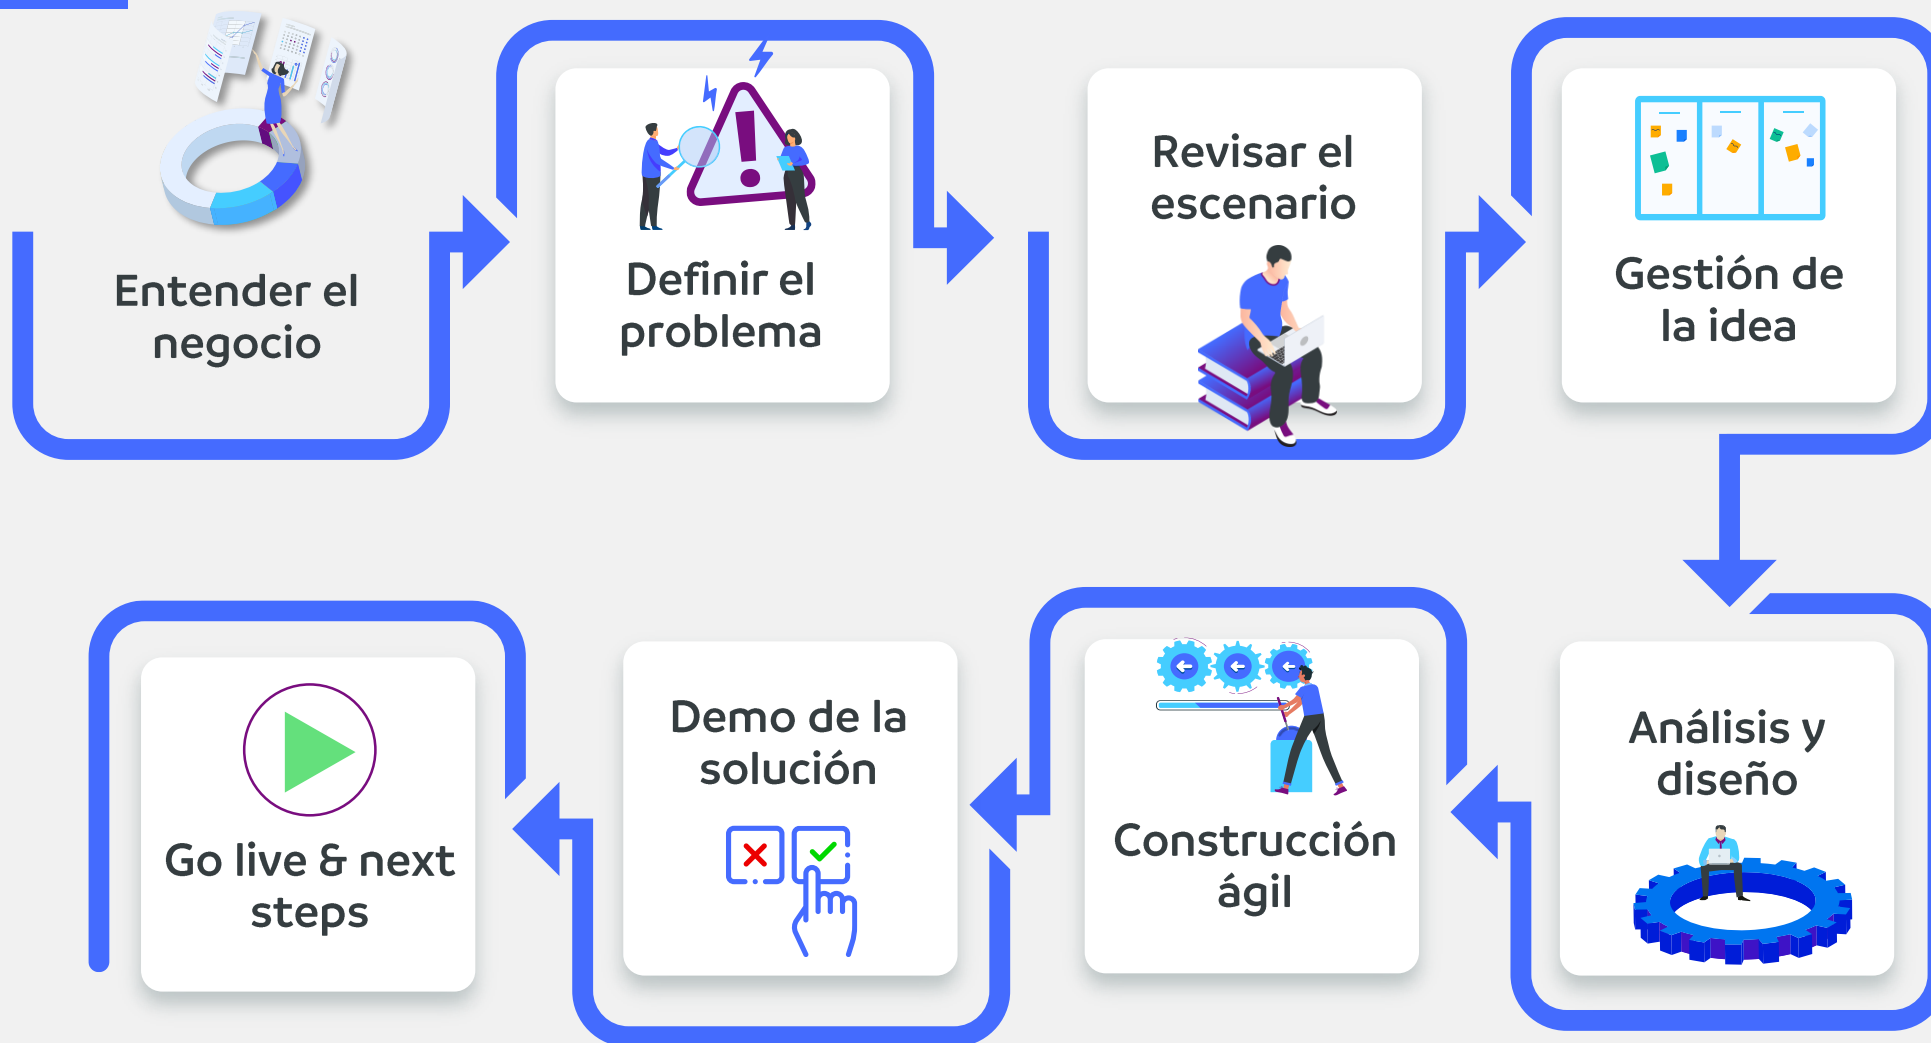 Entender el
negocio
Definir el
problema
Revisar el
escenario
Gestión de
la idea
Análisis y
diseño
Construcción
ágil
Demo de la
solución
Go live & next
steps